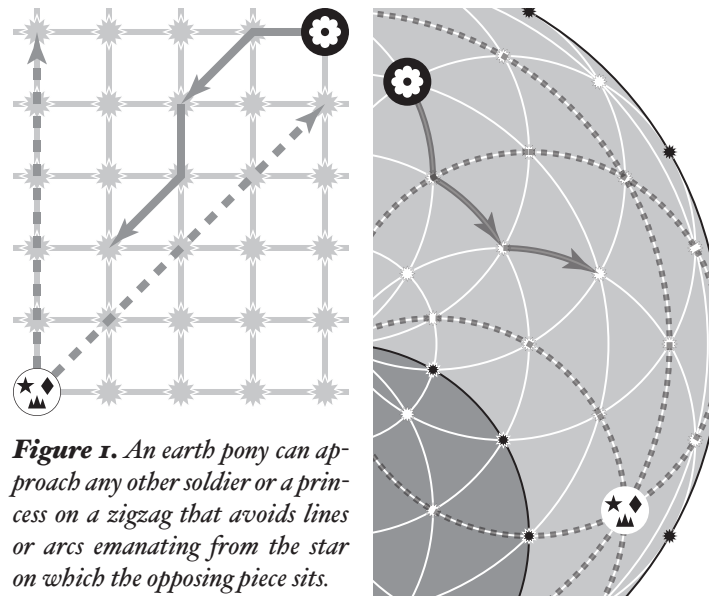 Figure 1. An earth pony can ap-
proach any other soldier or a prin-
cess on a zigzag that avoids lines
or arcs emanating from the star
on which the opposing piece sits.